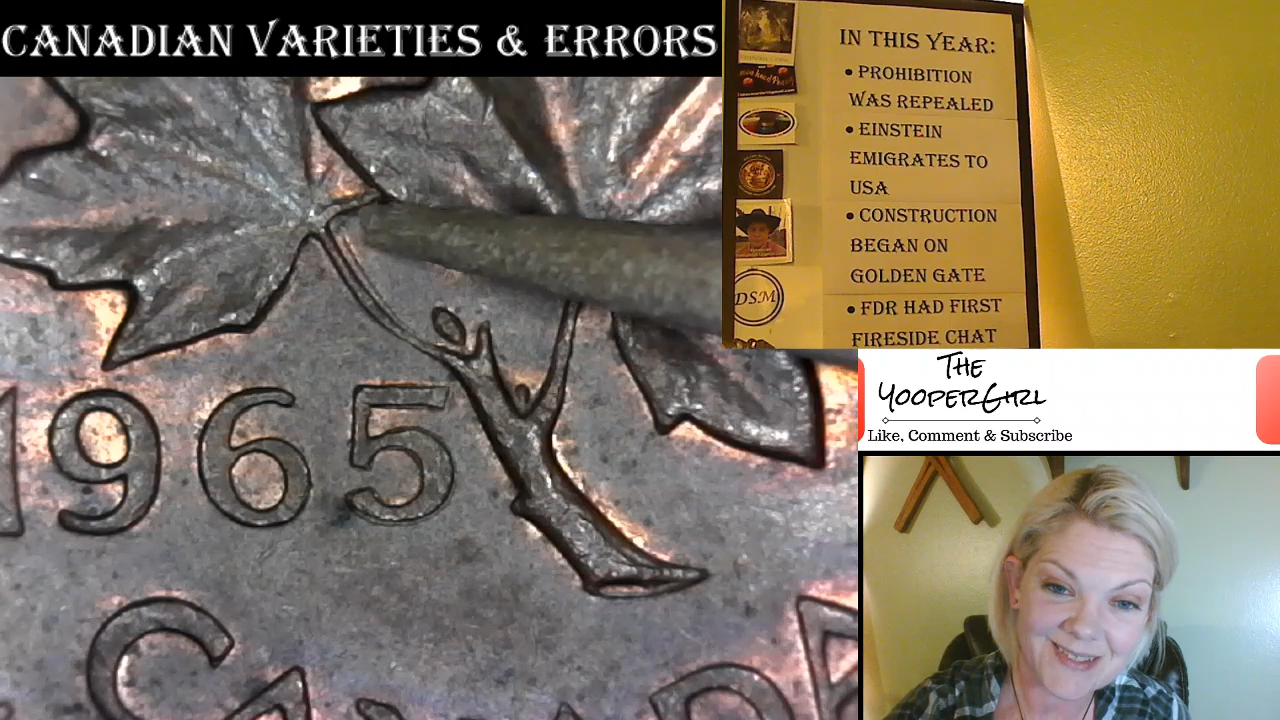 CANADIAN VARIETIES & ERRORS
IN THIS YEAR:
• PROHIBITION
WAS REPEALED
• EINSTEIN
EMIGRATES TO
USA
• CONSTRUCTION
BEGAN ON
GOLDEN GATE
• FDR HAD FIRST
FIRESIDE CHAT
DSM
THE
YOOPERGIRL
Like, Comment & Subscribe
1965
CANADA